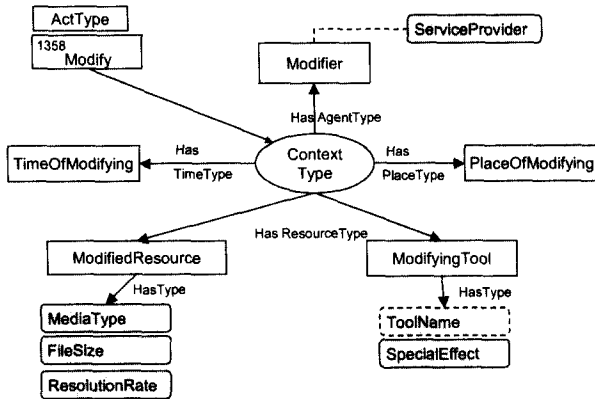 ActType
ServiceProvider
1358
Modify
Modifier
Has AgentType
Has
Context
Has
TimeOfModifying
TimeType
Type
PlaceType
PlaceOfModifying
Has ResourceType
ModifiedResource
ModifyingTool
HasType
HasType
MediaType
ToolName
FileSize
SpecialEffect
ResolutionRate